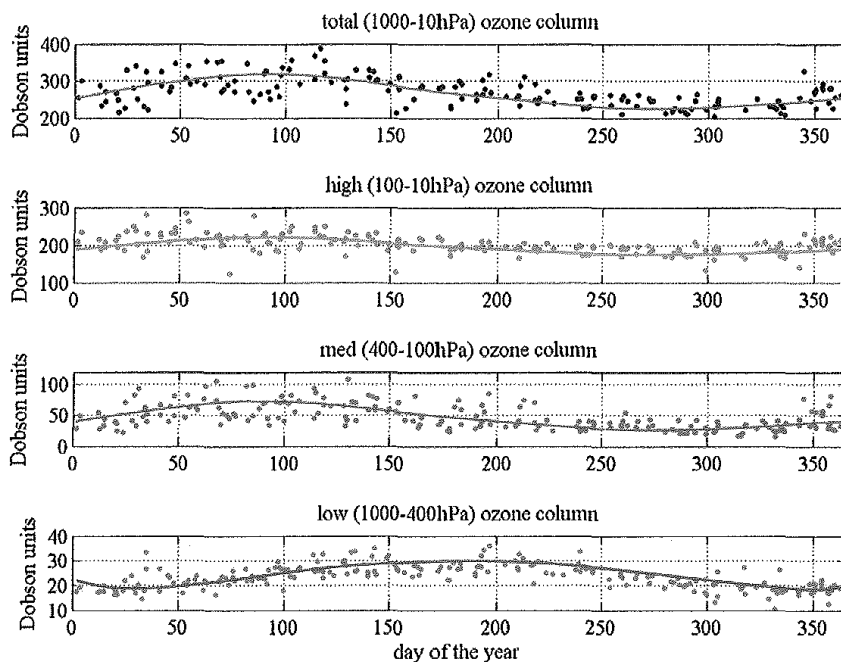 total (1000-10hPa) ozone column
Dobson units
400
300
200
0 50 100 150 200 250 300 350
high (100-10hPa) ozone column
Dobson units
300
200
100
0 50 100 150 200 250 300 350
med (400-100hPa) ozone column
Dobson units
100
50
0
0 50 100 150 200 250 300 350
low (1000-400hPa) ozone column
Dobson units
40
30
20
10
0 50 100 150 200 250 300 350
day of the year